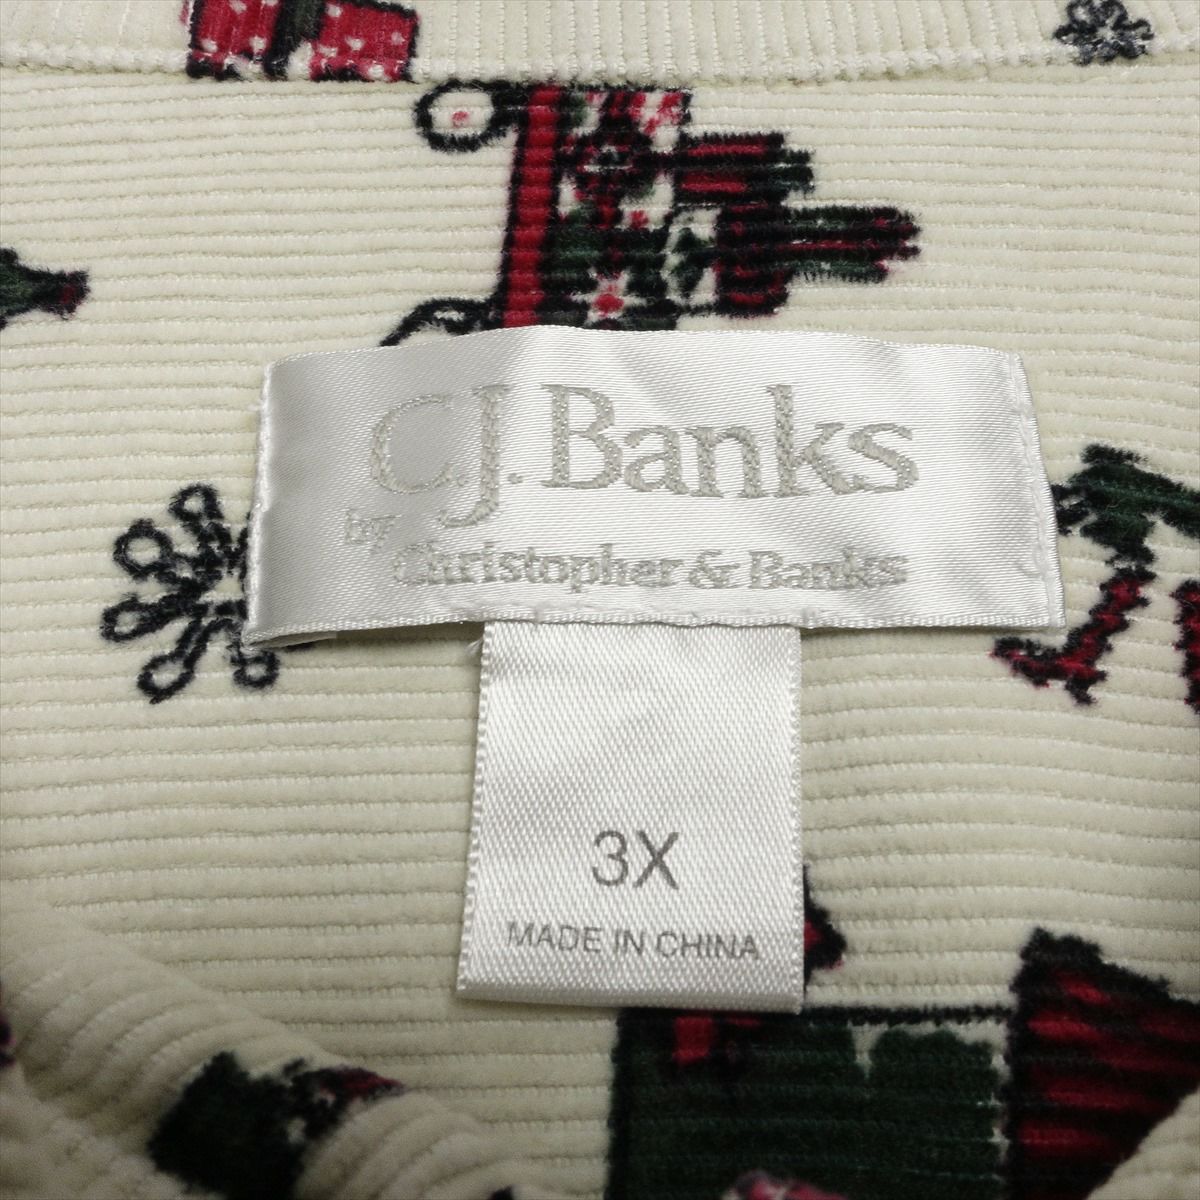 C.J. Banks
by Christopher & Banks
3X
MADE IN CHINA